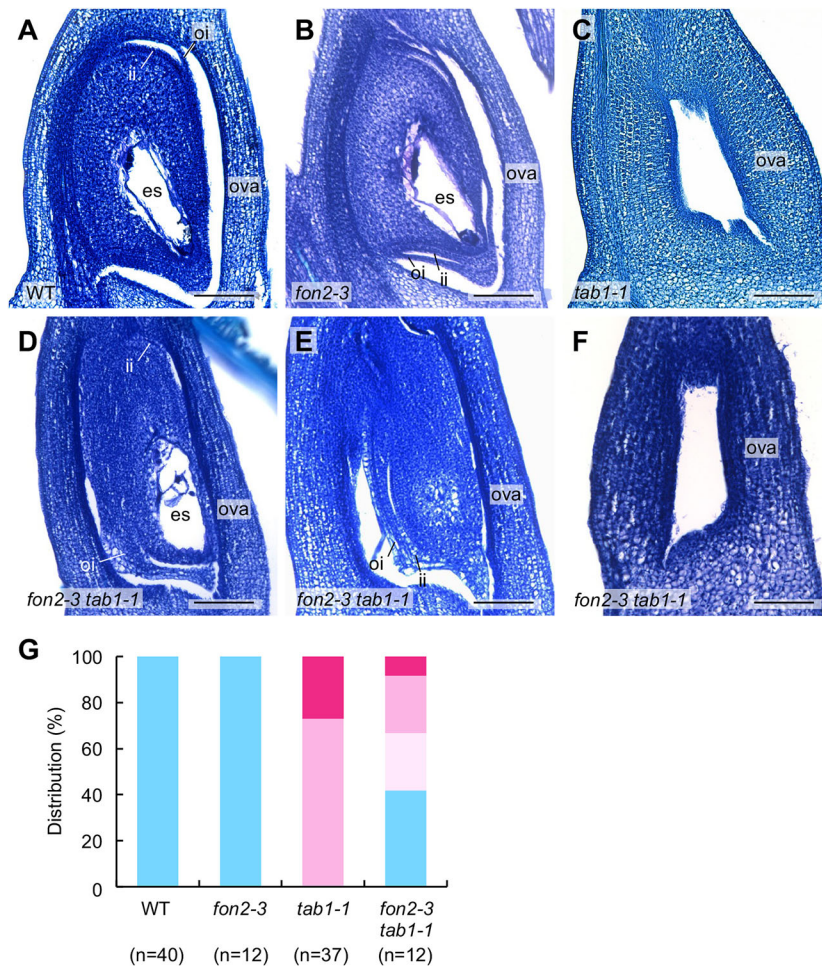 A
oi
ii
es
ova
WT
B
es
ova
oi
ii
fon2-3
C
ova
tab1-1
D
ii
es
ova
oi
fon2-3 tab1-1
E
oi
ii
fon2-3 tab1-1
F
ova
fon2-3 tab1-1
G
Distribution (%)
100
80
60
40
20
0
WT
fon2-3
tab1-1
fon2-3
tab1-1
(n=40)
(n=12)
(n=37)
(n=12)